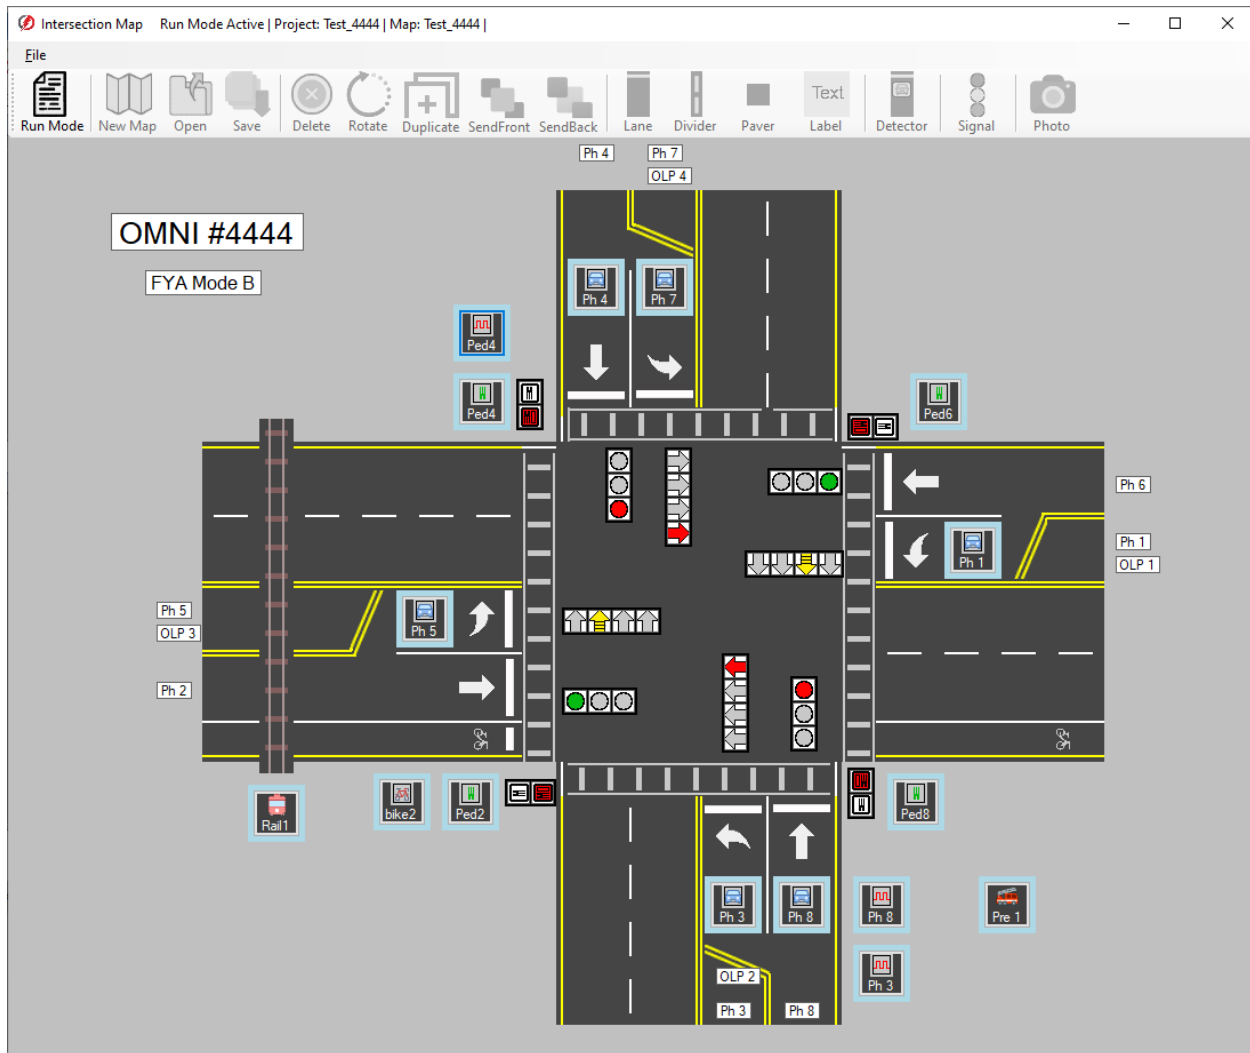 Intersection Map Run Mode Active | Project: Test_4444 | Map: Test_4444 |
File
Run Mode New Map Open Save Delete Rotate Duplicate SendFront SendBack Lane Divider Paver Text Label Detector Signal Photo
Ph 4 Ph 7
OLP 4
OMNI #4444
FYA Mode B
Ph 4 Ph 7
Ped4
Ped4
Ped6
Ph 6
Ph 1
Ph 1
OLP 1
Ph 5
OLP 3
Ph 5
Ph 2
Rail1
bike2 Ped2
Ped8
Ph 3 Ph 8 Ph 8 Pre 1
OLP 2
Ph 3
Ph 3 Ph 8